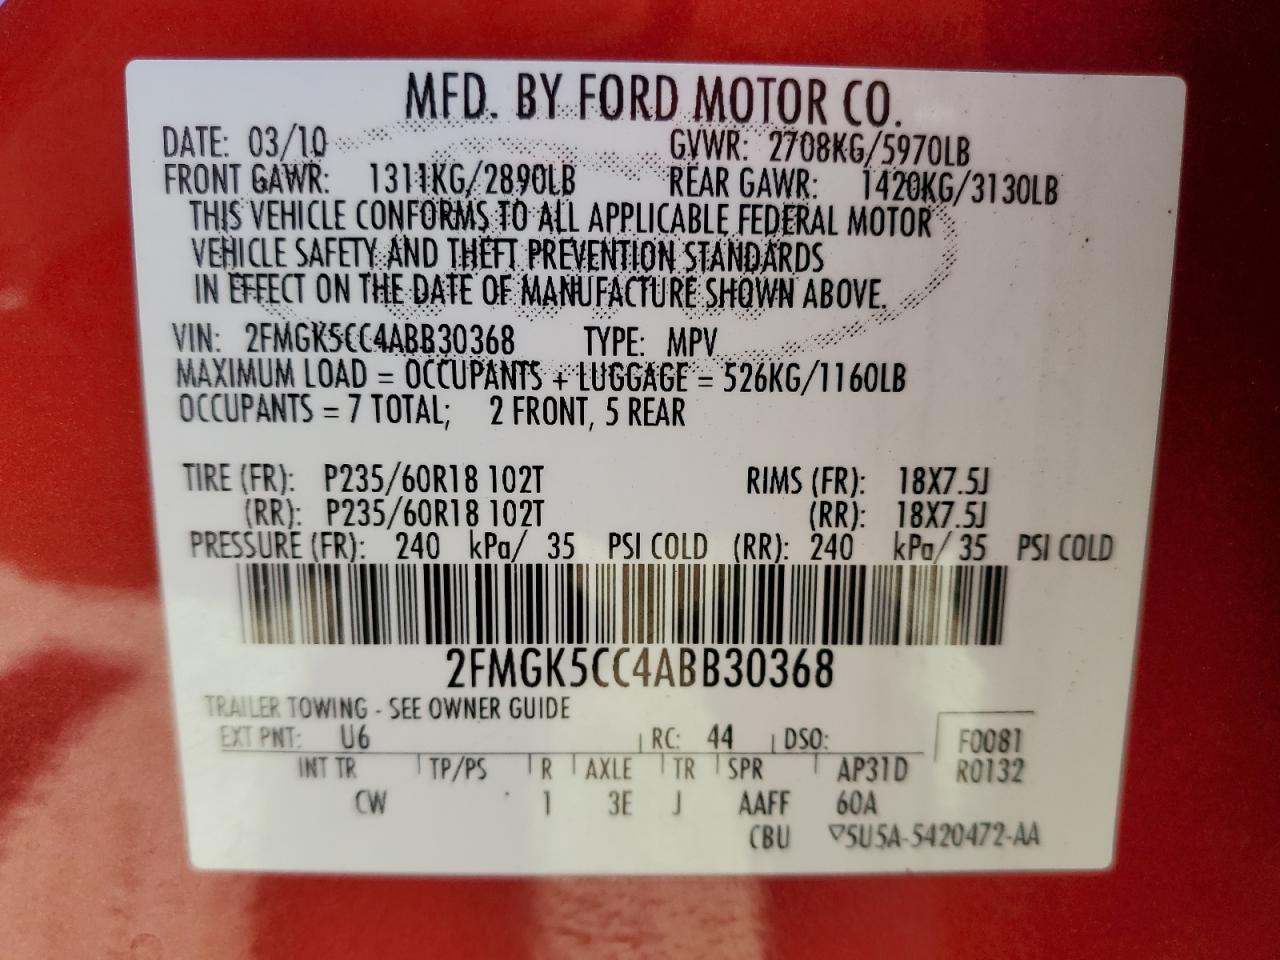 MFD. BY FORD MOTOR CO.
DATE: 03/10 GVWR: 2708KG/5970LB
FRONT GAWR: 1311KG/2890LB REAR GAWR: 1420KG/3130LB
THIS VEHICLE CONFORMS TO ALL APPLICABLE FEDERAL MOTOR
VEHICLE SAFETY AND THEFT PREVENTION STANDARDS
IN EFFECT ON THE DATE OF MANUFACTURE SHOWN ABOVE.
VIN: 2FMGK5CC4ABB30368 TYPE: MPV
MAXIMUM LOAD = OCCUPANTS + LUGGAGE = 526KG/1160LB
OCCUPANTS = 7 TOTAL; 2 FRONT, 5 REAR
TIRE (FR): P235/60R18 102T RIMS (FR): 18X7.5J
(RR): P235/60R18 102T (RR): 18X7.5J
PRESSURE (FR): 240 kPa/ 35 PSI COLD (RR): 240 kPa/ 35 PSI COLD
2FMGK5CC4ABB30368
TRAILER TOWING - SEE OWNER GUIDE
EXT PNT: U6 RC: 44 DSO: F0081
INT TR TP/PS R AXLE TR SPR AP31D R0132
CW 1 3E J AAFF 60A
CBU ▽5U5A-5420472-AA